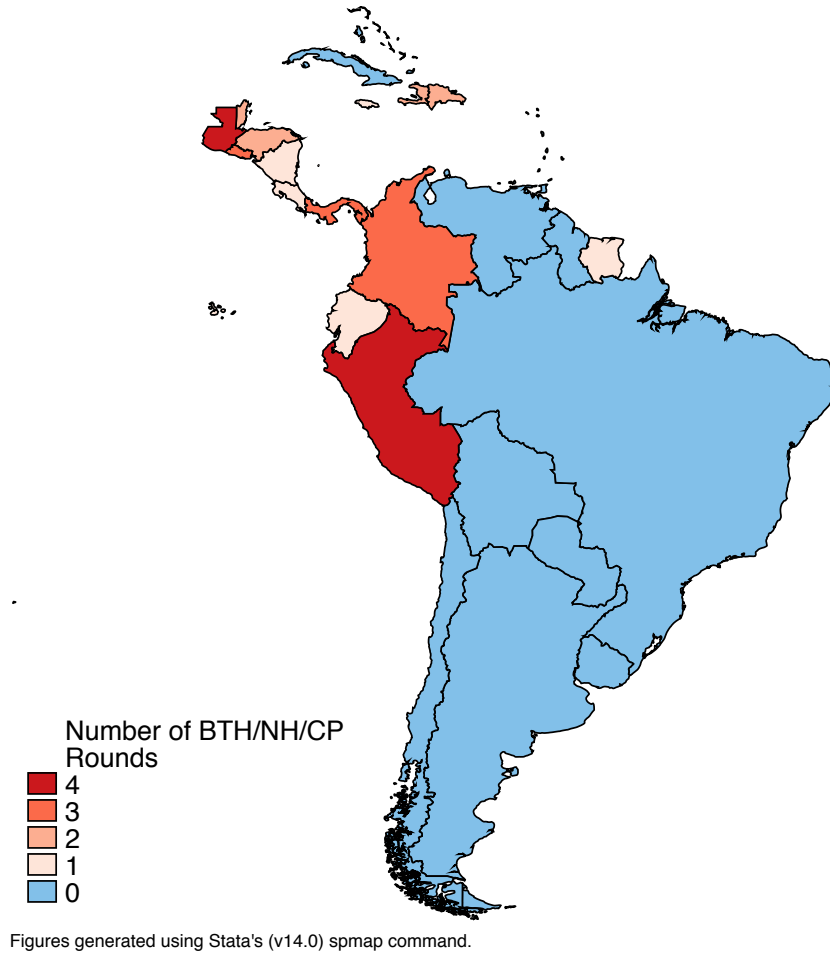 Number of BTH/NH/CP
Rounds
4
3
2
1
0
Figures generated using Stata's (v14.0) spmap command.